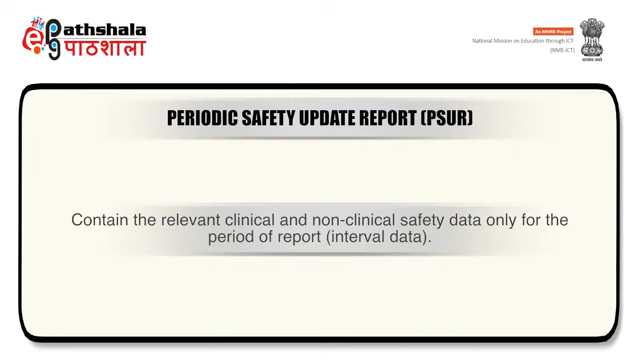 Pathshala
पाठशाला
An MHRD Project
National Mission on Education through ICT
(NME-ICT)
PERIODIC SAFETY UPDATE REPORT (PSUR)
Contain the relevant clinical and non-clinical safety data only for the
period of report (interval data).